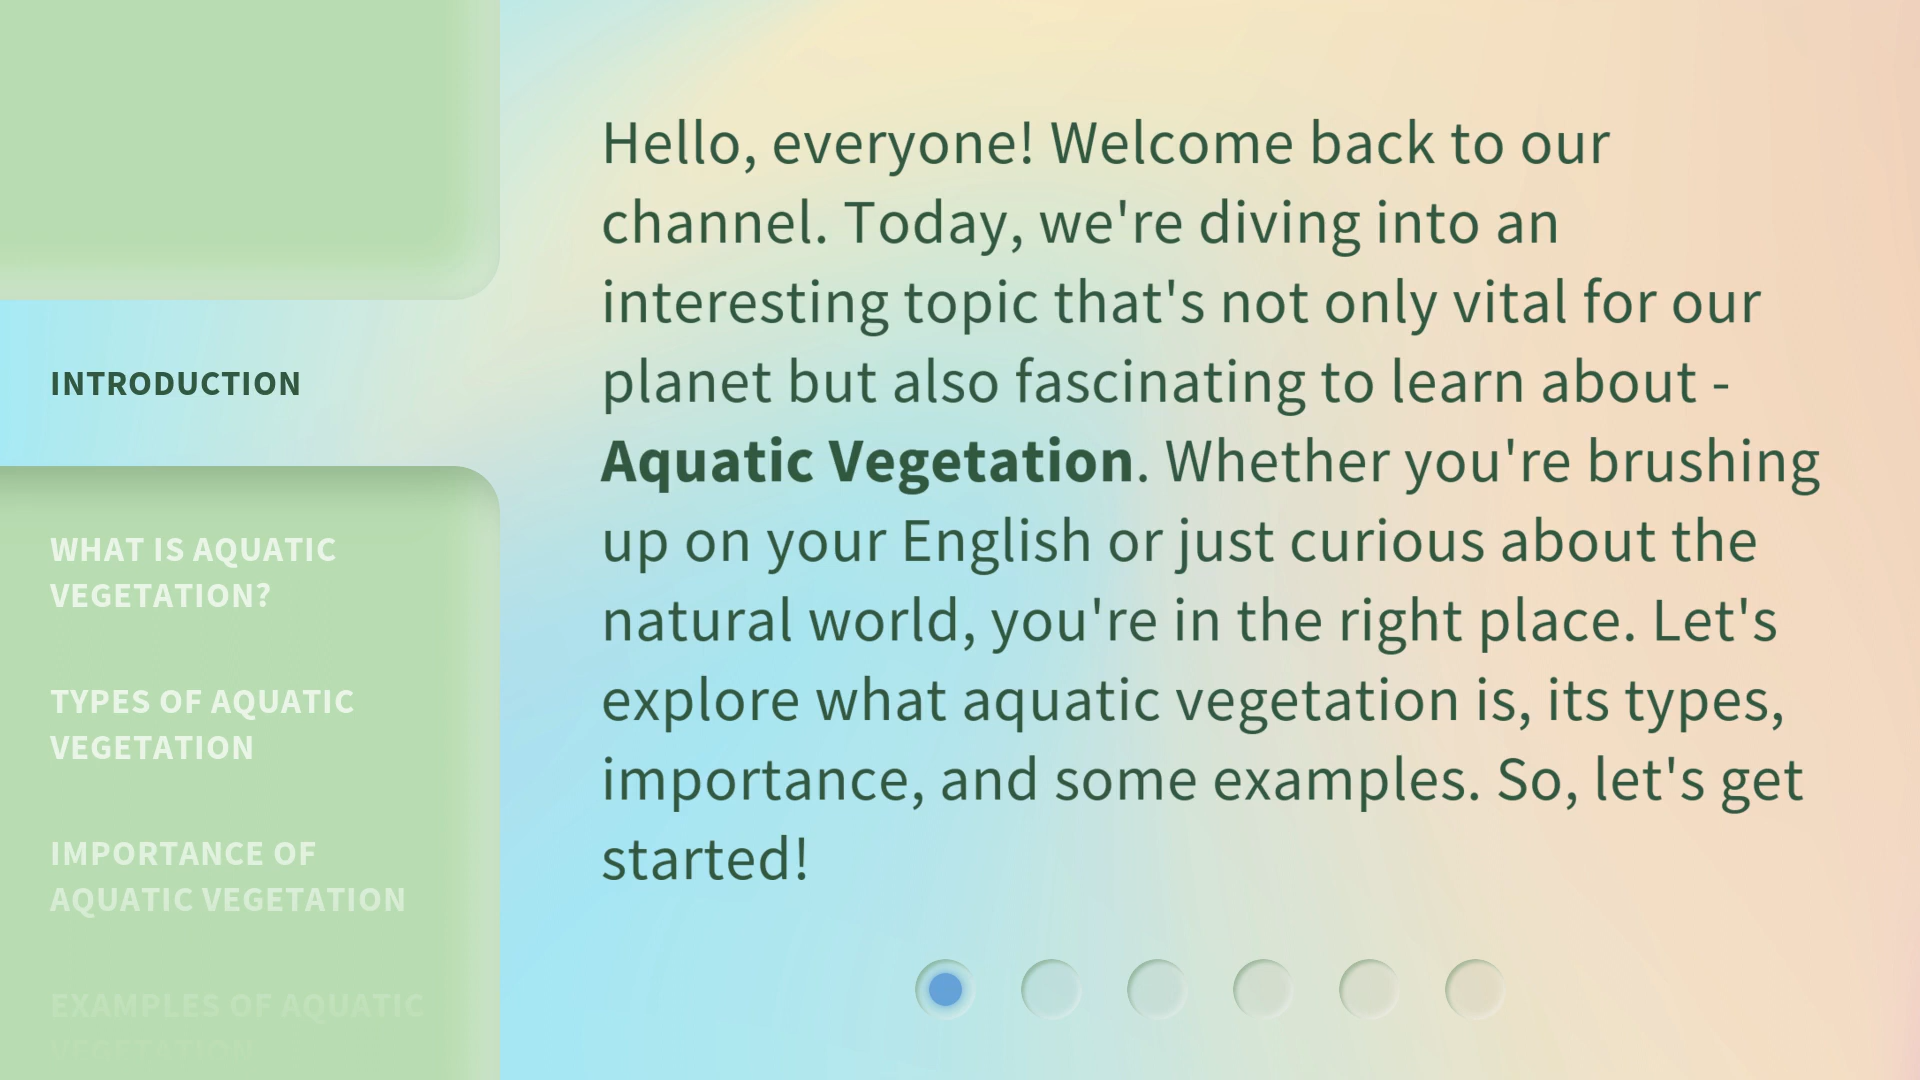 INTRODUCTION
WHAT IS AQUATIC
VEGETATION?
TYPES OF AQUATIC
VEGETATION
IMPORTANCE OF
AQUATIC VEGETATION
EXAMPLES OF AQUATIC
VEGETATION
Hello, everyone! Welcome back to our
channel. Today, we're diving into an
interesting topic that's not only vital for our
planet but also fascinating to learn about -
Aquatic Vegetation. Whether you're brushing
up on your English or just curious about the
natural world, you're in the right place. Let's
explore what aquatic vegetation is, its types,
importance, and some examples. So, let's get
started!